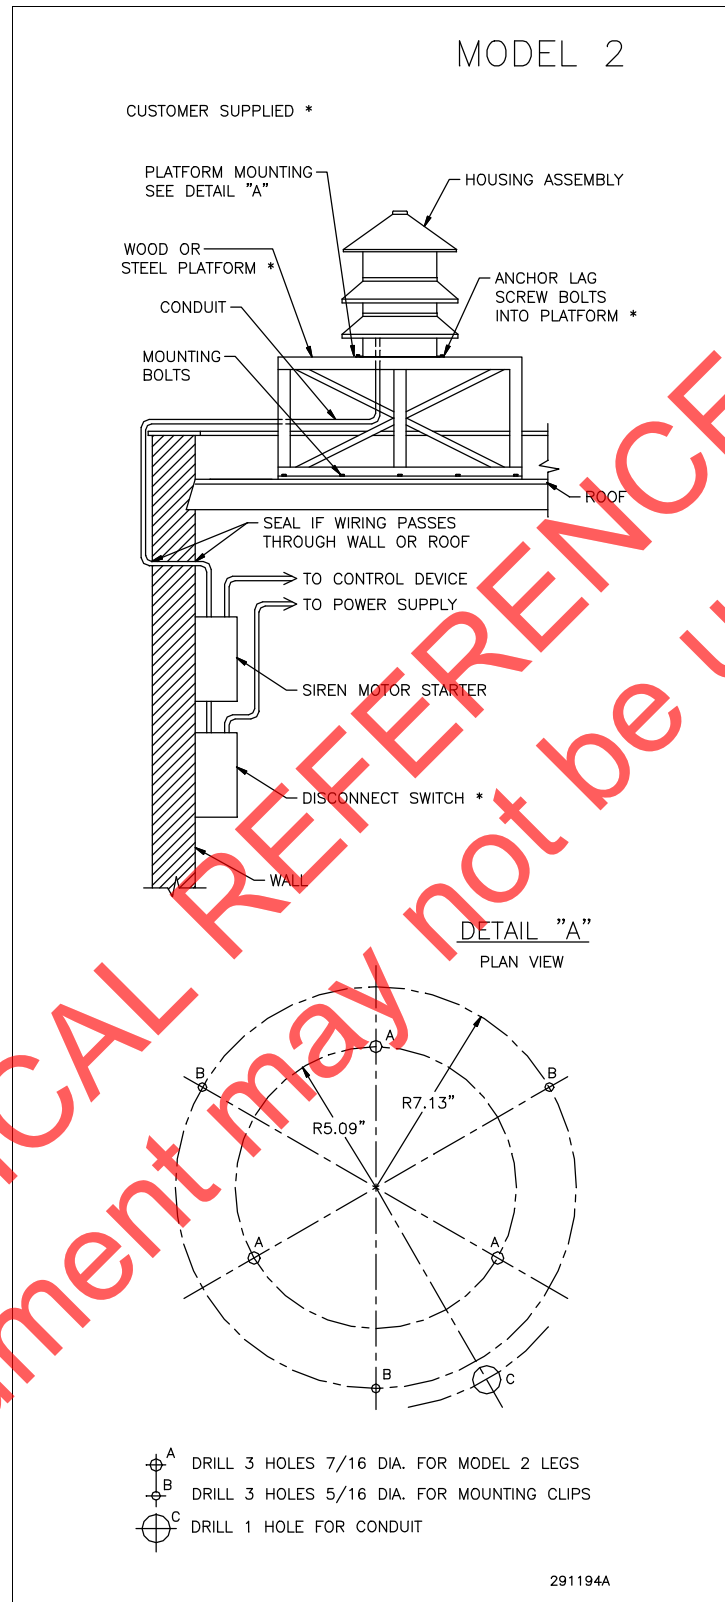 MODEL 2
CUSTOMER SUPPLIED *
PLATFORM MOUNTING
SEE DETAIL "A"
HOUSING ASSEMBLY
WOOD OR
STEEL PLATFORM *
ANCHOR LAG
SCREW BOLTS
INTO PLATFORM *
CONDUIT
MOUNTING
BOLTS
ROOF
SEAL IF WIRING PASSES
THROUGH WALL OR ROOF
TO CONTROL DEVICE
TO POWER SUPPLY
SIREN MOTOR STARTER
DISCONNECT SWITCH *
WALL
DETAIL "A"
PLAN VIEW
A
B
B
R7.13"
R5.09"
A
A
B
C
A DRILL 3 HOLES 7/16 DIA. FOR MODEL 2 LEGS
B DRILL 3 HOLES 5/16 DIA. FOR MOUNTING CLIPS
C DRILL 1 HOLE FOR CONDUIT
291194A
REFERENCE
may not be